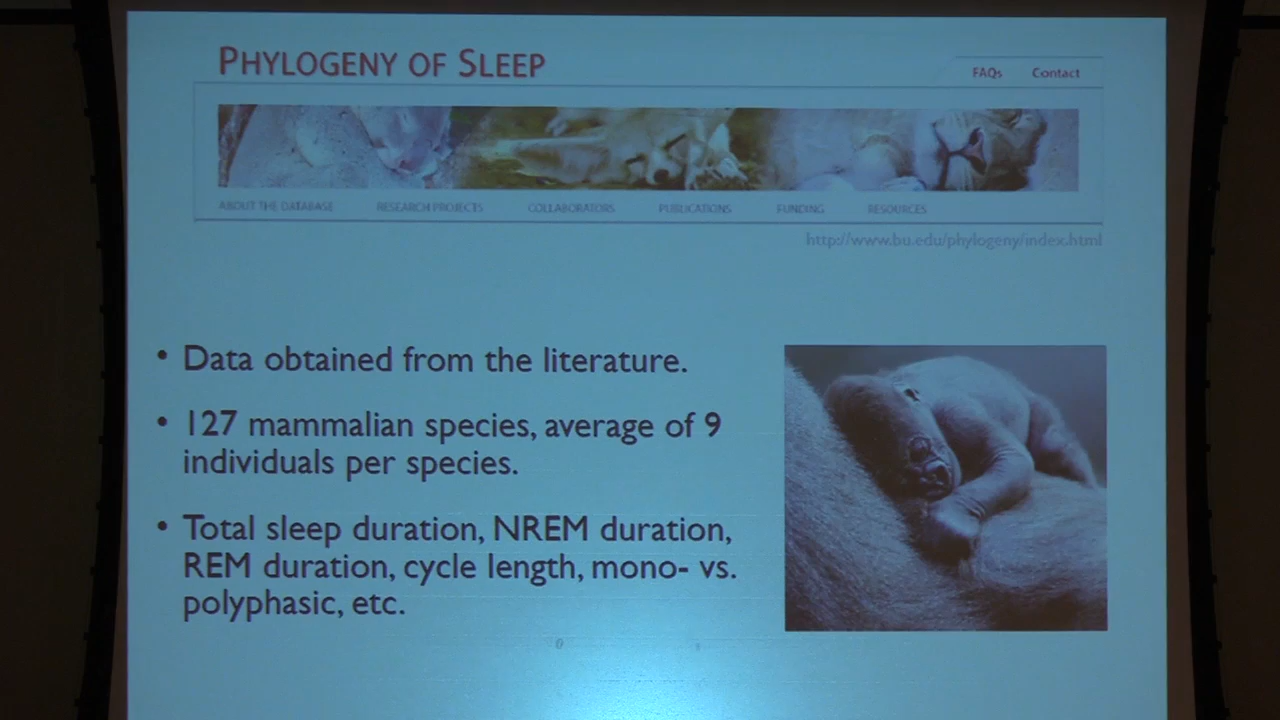 PHYLOGENY OF SLEEP
FAQs Contact
ABOUT THE DATABASE RESEARCH PROJECTS COLLABORATORS PUBLICATIONS FUNDING RESOURCES
http://www.bu.edu/phylogeny/index.html
• Data obtained from the literature.
• 127 mammalian species, average of 9
individuals per species.
• Total sleep duration, NREM duration,
REM duration, cycle length, mono- vs.
polyphasic, etc.